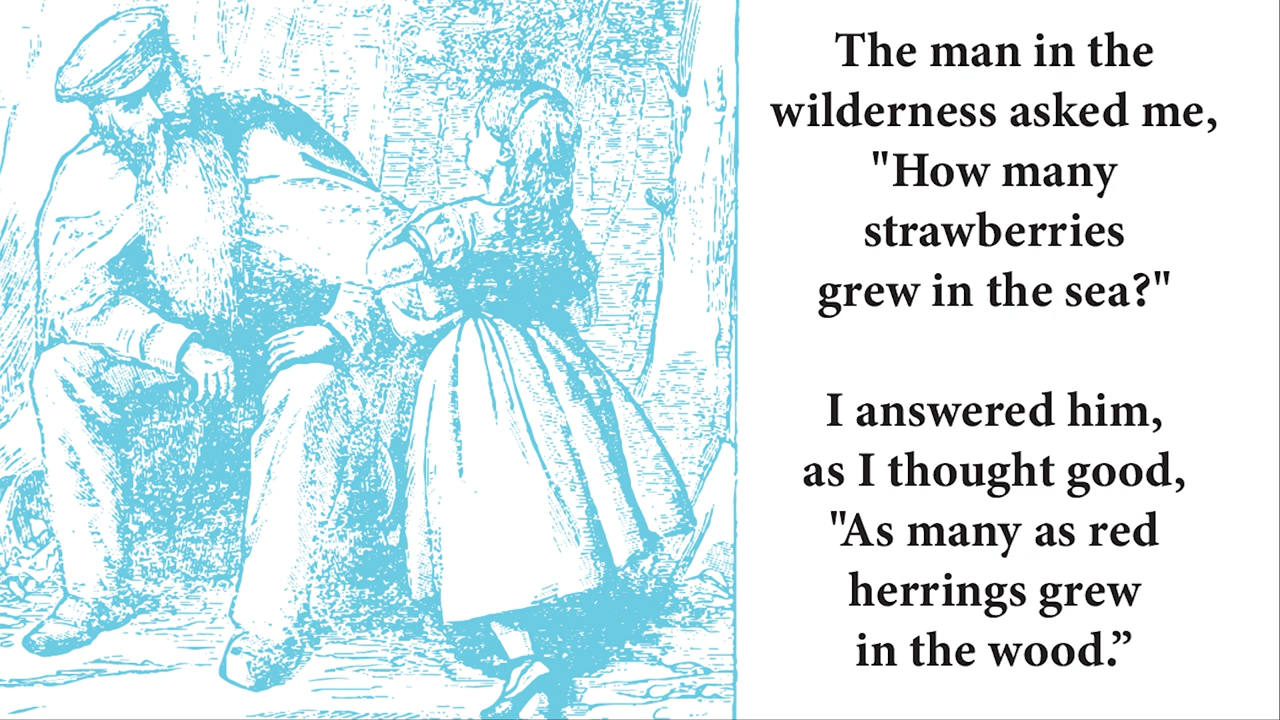 The man in the
wilderness asked me,
"How many
strawberries
grew in the sea?"
I answered him,
as I thought good,
"As many as red
herrings grew
in the wood.”